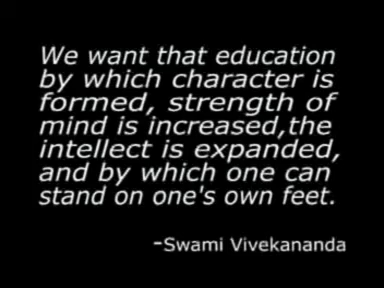 We want that education
by which character is
formed, strength of
mind is increased,the
intellect is expanded,
and by which one can
stand on one's own feet.
-Swami Vivekananda